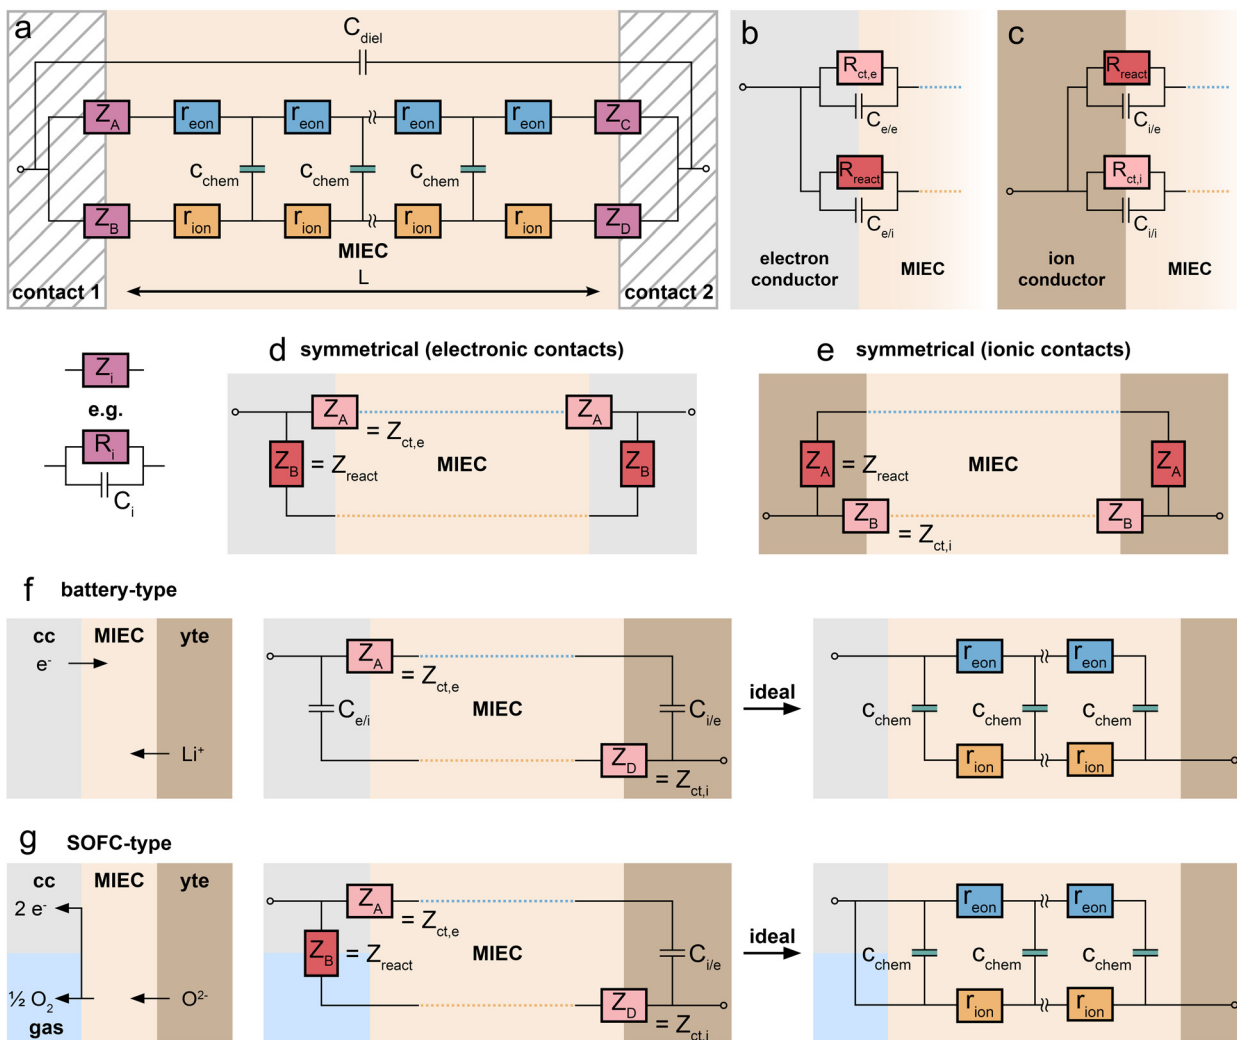 a
C_diel
Z_A r_eon r_eon r_eon r_eon Z_C
c_chem c_chem c_chem
Z_B r_ion r_ion r_ion r_ion Z_D
MIEC
contact 1 L contact 2
b
R_ct,e
C_e/e
R_react
C_e/i
electron
conductor
MIEC
c
R_react
C_i/e
R_ct,i
C_i/i
ion
conductor
MIEC
Z_i
e.g.
R_i
C_i
d symmetrical (electronic contacts)
Z_A Z_A
= Z_ct,e
Z_B = Z_react MIEC Z_B
e symmetrical (ionic contacts)
MIEC
Z_A = Z_react Z_A
Z_B Z_B
= Z_ct,i
f battery-type
cc MIEC yte
e⁻
Li⁺
Z_A
= Z_ct,e
C_e/i MIEC C_i/e
Z_D
= Z_ct,i
ideal
r_eon r_eon
c_chem c_chem c_chem
r_ion r_ion
g SOFC-type
cc MIEC yte
2 e⁻
½ O₂ O²⁻
gas
Z_A
= Z_ct,e
Z_B = Z_react MIEC C_i/e
Z_D
= Z_ct,i
ideal
r_eon r_eon
c_chem c_chem c_chem
r_ion r_ion